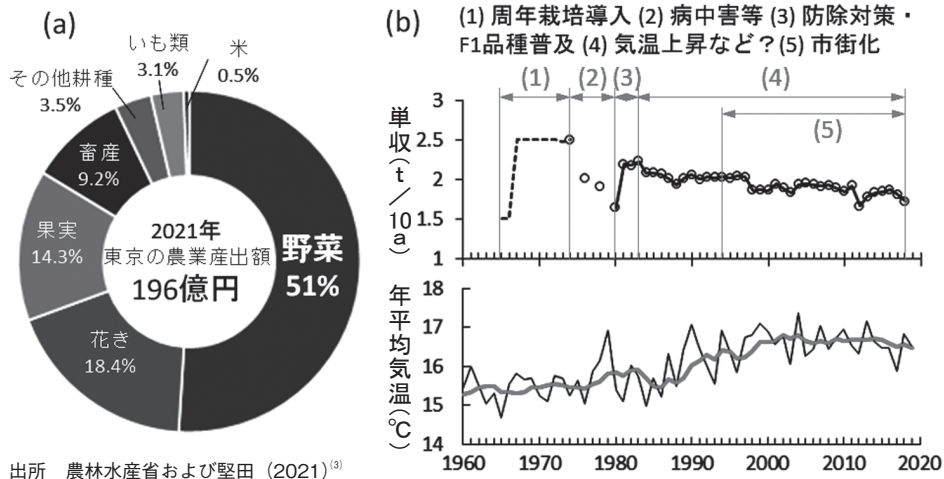 (a)
いも類
3.1%
米
0.5%
その他耕種
3.5%
畜産
9.2%
果実
14.3%
花き
18.4%
野菜
51%
2021年
東京の農業産出額
196億円
出所 農林水産省および堅田（2021）⁽³⁾
(b)
(1) 周年栽培導入 (2) 病中害等 (3) 防除対策・
F1品種普及 (4) 気温上昇など？(5) 市街化
(1)
(2)
(3)
(4)
(5)
単収（t／10a）
3
2.5
2
1.5
1
年平均気温（℃）
18
17
16
15
14
1960 1970 1980 1990 2000 2010 2020